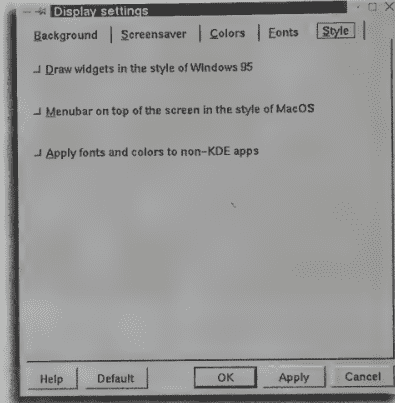 Display settings
Background Screensaver Colors Fonts Style
Draw widgets in the style of Windows 95
Menubar on top of the screen in the style of MacOS
Apply fonts and colors to non-KDE apps
Help Default OK Apply Cancel